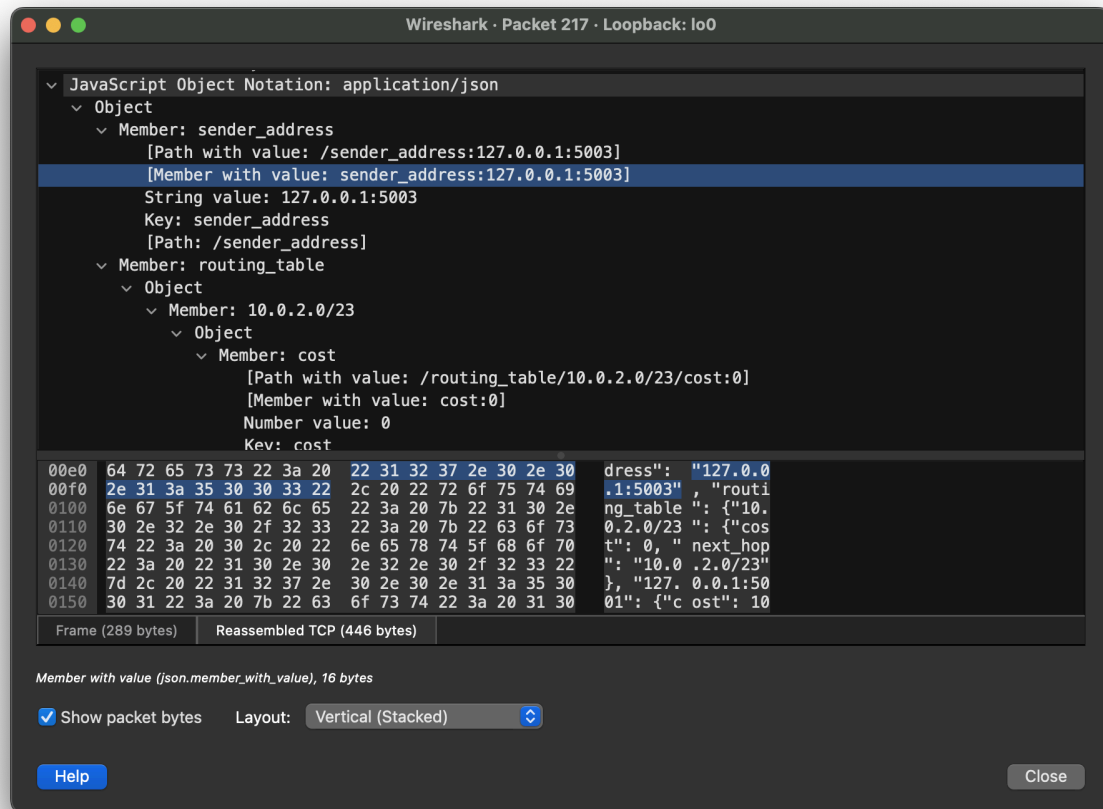 Wireshark · Packet 217 · Loopback: lo0
JavaScript Object Notation: application/json
Object
Member: sender_address
[Path with value: /sender_address:127.0.0.1:5003]
[Member with value: sender_address:127.0.0.1:5003]
String value: 127.0.0.1:5003
Key: sender_address
[Path: /sender_address]
Member: routing_table
Object
Member: 10.0.2.0/23
Object
Member: cost
[Path with value: /routing_table/10.0.2.0/23/cost:0]
[Member with value: cost:0]
Number value: 0
Key: cost
00e0 64 72 65 73 73 22 3a 20 22 31 32 37 2e 30 2e 30 dress": "127.0.0
00f0 2e 31 3a 35 30 30 33 22 2c 20 22 72 6f 75 74 69 .1:5003" , "routi
0100 6e 67 5f 74 61 62 6c 65 22 3a 20 7b 22 31 30 2e ng_table ": {"10.
0110 30 2e 32 2e 30 2f 32 33 22 3a 20 7b 22 63 6f 73 0.2.0/23 ": {"cos
0120 74 22 3a 20 30 2c 20 22 6e 65 78 74 5f 68 6f 70 t": 0, " next_hop
0130 22 3a 20 22 31 30 2e 30 2e 32 2e 30 2f 32 33 22 ": "10.0 .2.0/23"
0140 7d 2c 20 22 31 32 37 2e 30 2e 30 2e 31 3a 35 30 }, "127. 0.0.1:50
0150 30 31 22 3a 20 7b 22 63 6f 73 74 22 3a 20 31 30 01": {"c ost": 10
Frame (289 bytes) Reassembled TCP (446 bytes)
Member with value (json.member_with_value), 16 bytes
Show packet bytes Layout: Vertical (Stacked)
Help Close